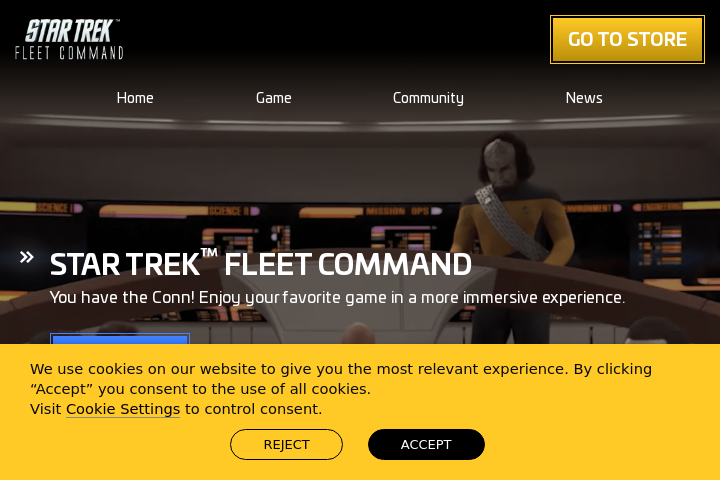 STAR TREK™
FLEET COMMAND
GO TO STORE
Home
Game
Community
News
SCIENCE I
MISSION OPS
ENVIRONMENT
STAR TREK™ FLEET COMMAND
You have the Conn! Enjoy your favorite game in a more immersive experience.
We use cookies on our website to give you the most relevant experience. By clicking
“Accept” you consent to the use of all cookies.
Visit Cookie Settings to control consent.
REJECT
ACCEPT